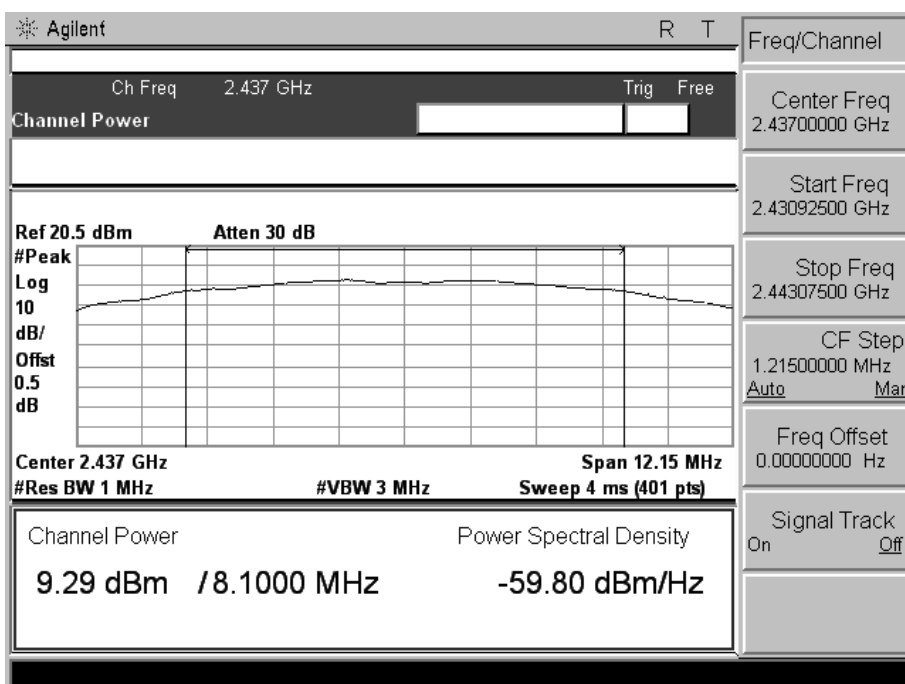 Agilent R T
Ch Freq 2.437 GHz Trig Free
Channel Power
Ref 20.5 dBm Atten 30 dB
#Peak
Log
10
dB/
Offst
0.5
dB
Center 2.437 GHz Span 12.15 MHz
#Res BW 1 MHz #VBW 3 MHz Sweep 4 ms (401 pts)
Channel Power Power Spectral Density
9.29 dBm /8.1000 MHz -59.80 dBm/Hz
Freq/Channel
Center Freq
2.43700000 GHz
Start Freq
2.43092500 GHz
Stop Freq
2.44307500 GHz
CF Step
1.21500000 MHz
Auto Man
Freq Offset
0.00000000 Hz
Signal Track
On Off